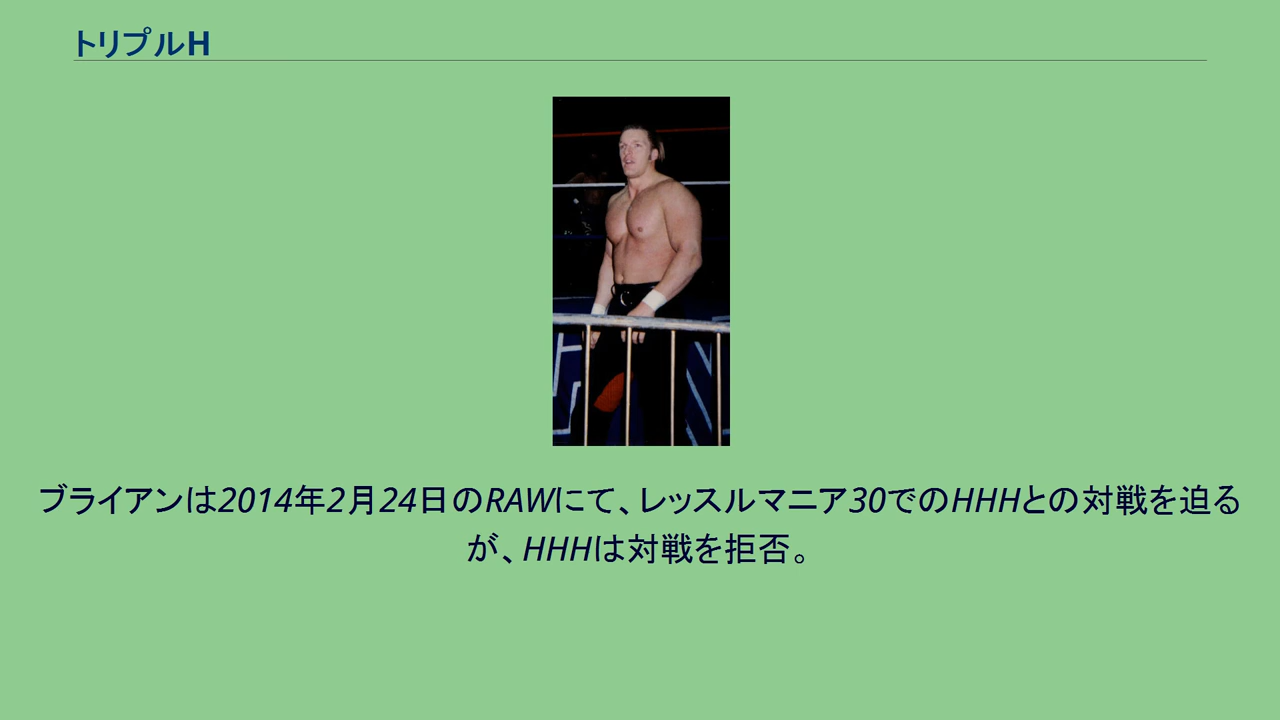 トリプルH
ブライアンは2014年2月24日のRAWにて、レッスルマニア30でのHHHとの対戦を迫る
が、HHHは対戦を拒否。